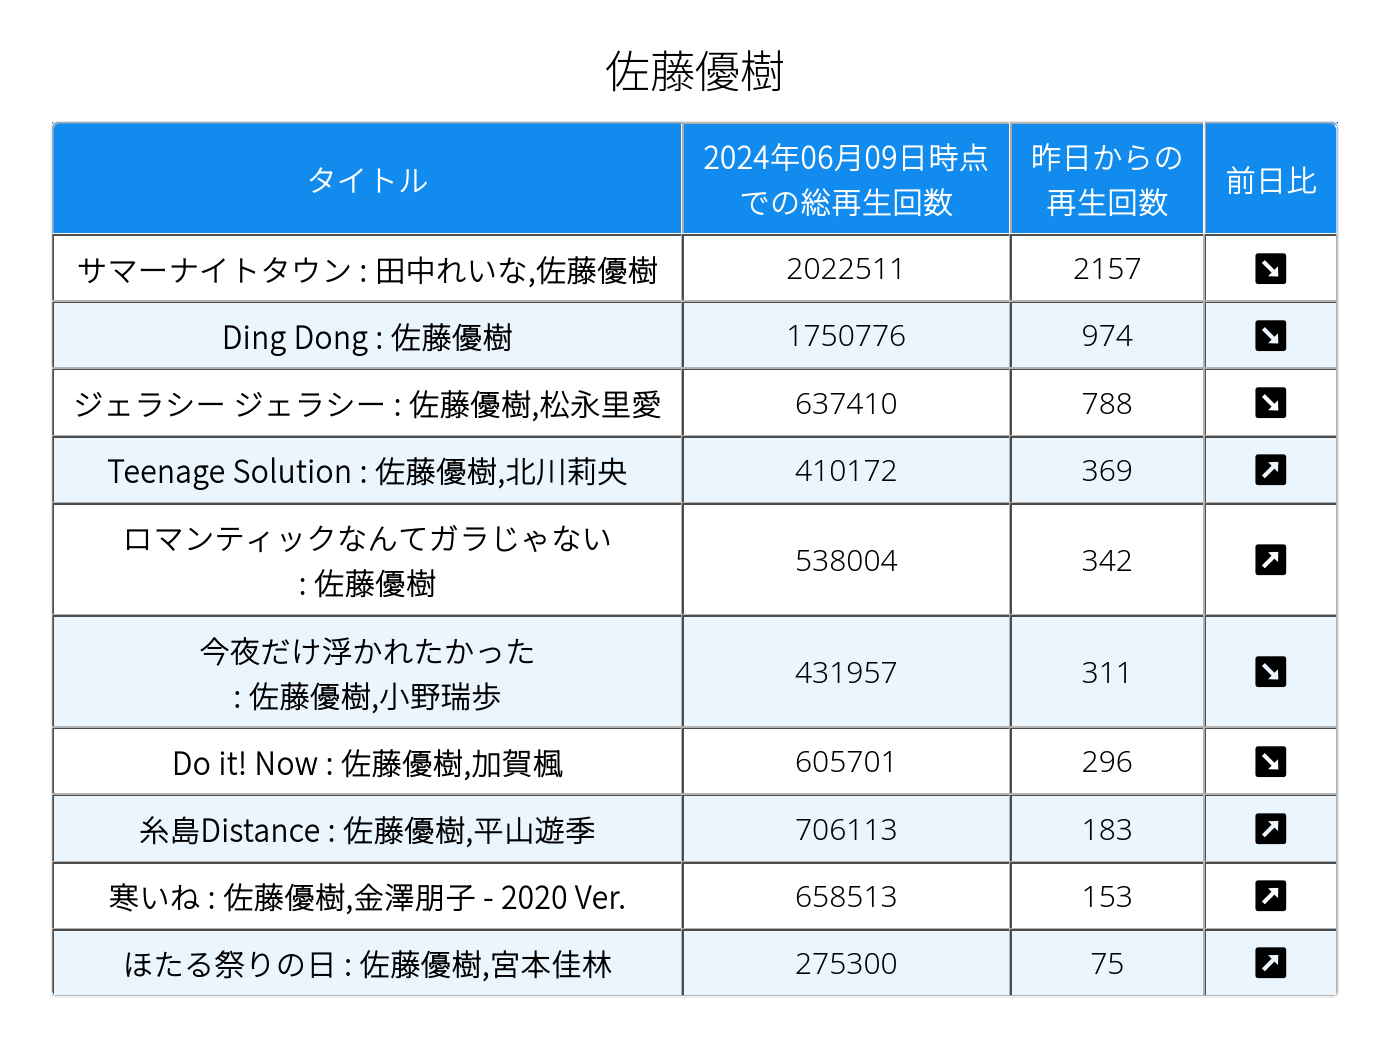 佐藤優樹
タイトル
2024年06月09日時点
での総再生回数
昨日からの
再生回数
前日比
サマーナイトタウン : 田中れいな,佐藤優樹 2022511 2157 ↘
Ding Dong : 佐藤優樹 1750776 974 ↘
ジェラシー ジェラシー : 佐藤優樹,松永里愛 637410 788 ↘
Teenage Solution : 佐藤優樹,北川莉央 410172 369 ↗
ロマンティックなんてガラじゃない
: 佐藤優樹 538004 342 ↗
今夜だけ浮かれたかった
: 佐藤優樹,小野瑞歩 431957 311 ↘
Do it! Now : 佐藤優樹,加賀楓 605701 296 ↘
糸島Distance : 佐藤優樹,平山遊季 706113 183 ↗
寒いね : 佐藤優樹,金澤朋子 - 2020 Ver. 658513 153 ↗
ほたる祭りの日 : 佐藤優樹,宮本佳林 275300 75 ↗